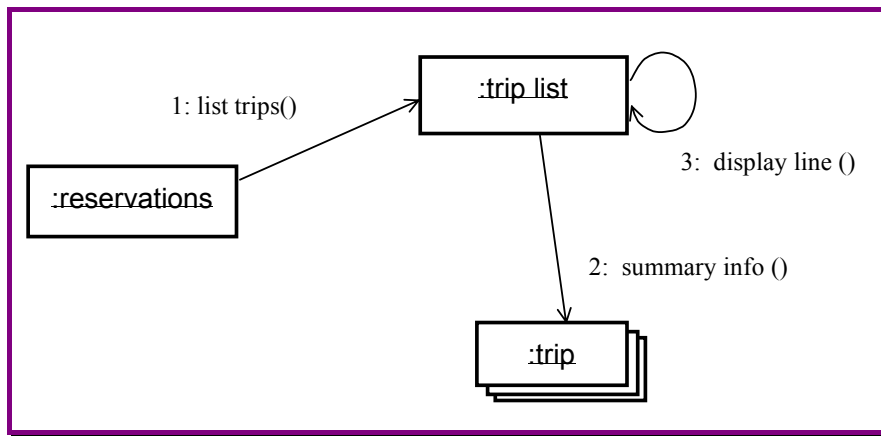 :trip list
1: list trips()
3: display line ()
:reservations
2: summary info ()
:trip